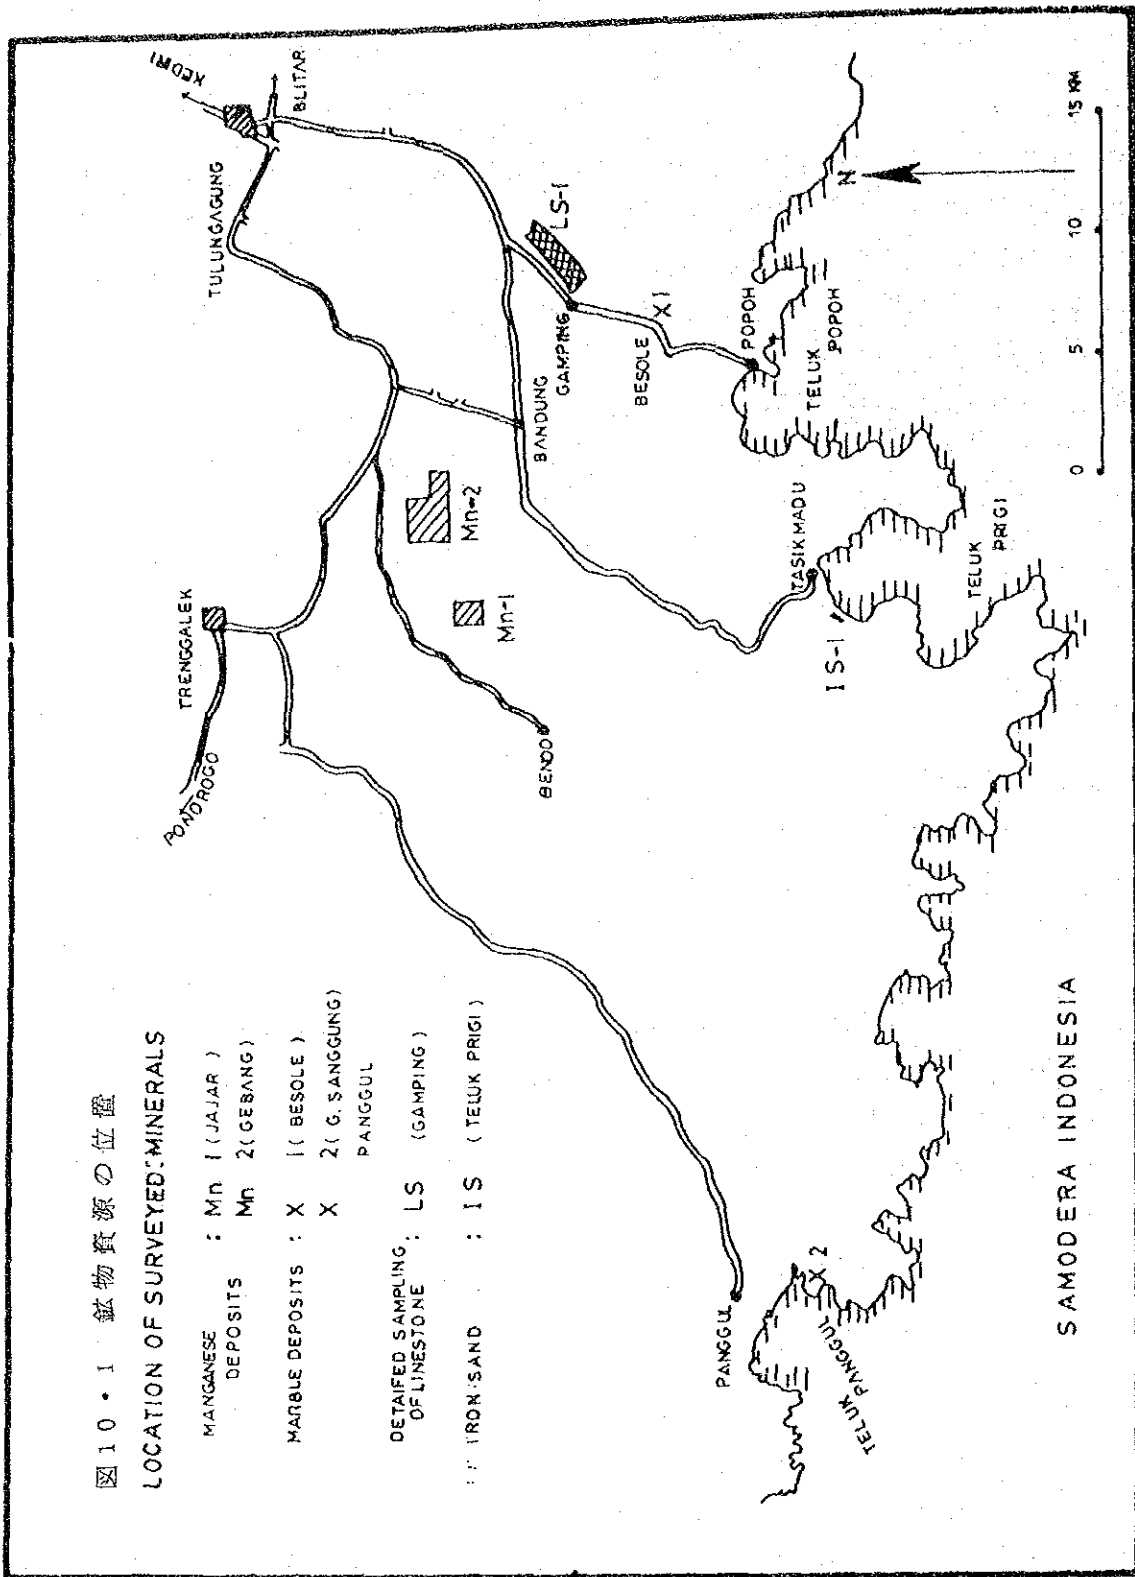 図10・1 鉱物資源の位置
LOCATION OF SURVEYED MINERALS
MANGANESE DEPOSITS : Mn 1 (JAJAR)
Mn 2 (GEBANG)
MARBLE DEPOSITS : X 1 (BESOLE)
X 2 (G. SANGGUNG) PANGGUL
DETAIFED SAMPLING OF LINESTONE : LS (GAMPING)
IRON SAND : IS (TELUK PRIGI)
KEDIRI
BLITAR
TULUNGAGUNG
TRENGGALEK
PONOROGO
LS-1
GAMPING
BANDUNG
BESOLE
X1
Mn-2
Mn-1
BENDO
POPOH
TELUK POPOH
TASIKMADU
IS-1
TELUK PRIGI
PANGGUL
X 2
TELUK PANGGUL
SAMODERA INDONESIA
N
0 5 10 15 KM